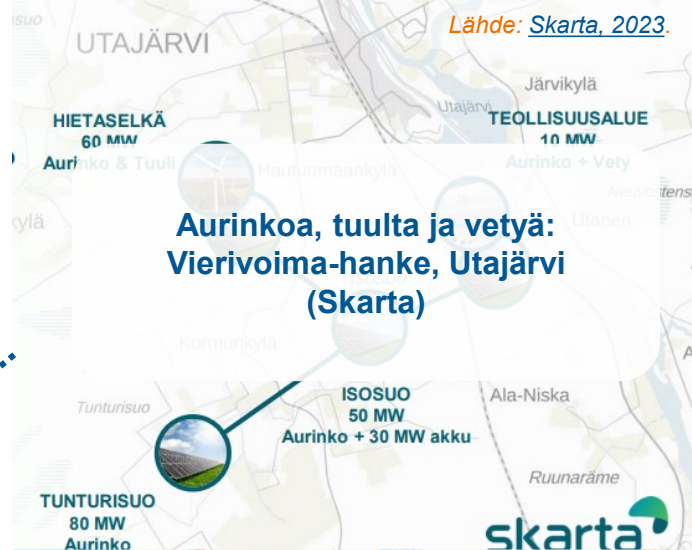 Lähde: Skarta, 2023.
UTAJÄRVI
Järvikylä
Utajärvi
HIETASELKÄ
60 MW
Aurinko & Tuuli
TEOLLISUUSALUE
10 MW
Aurinko + Vety
Hautuumaankylä
Utanen
Aurinkoa, tuulta ja vetyä:
Vierivoima-hanke, Utajärvi
(Skarta)
Kormunkylä
Tunturisuo
ISOSUO
50 MW
Aurinko + 30 MW akku
Ala-Niska
Ruunaräme
TUNTURISUO
80 MW
Aurinko
skarta